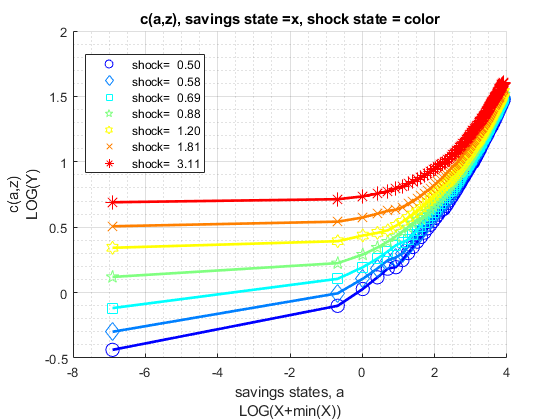 c(a,z), savings state =x, shock state = color
2
1.5
1
0.5
0
-0.5
c(a,z)
LOG(Y)
shock= 0.50
shock= 0.58
shock= 0.69
shock= 0.88
shock= 1.20
shock= 1.81
shock= 3.11
-8
-6
-4
-2
0
2
4
savings states, a
LOG(X+min(X))